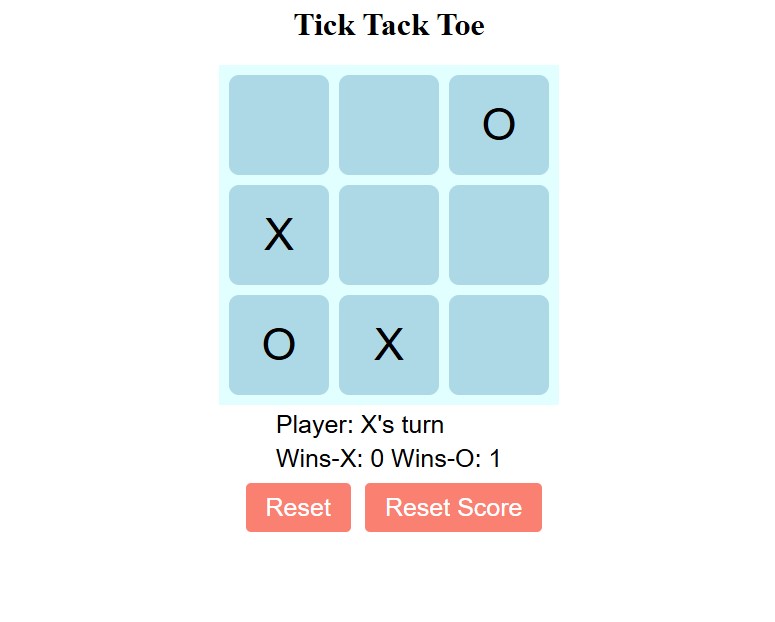 Tick Tack Toe
O
X
O X
Player: X's turn
Wins-X: 0 Wins-O: 1
Reset Reset Score